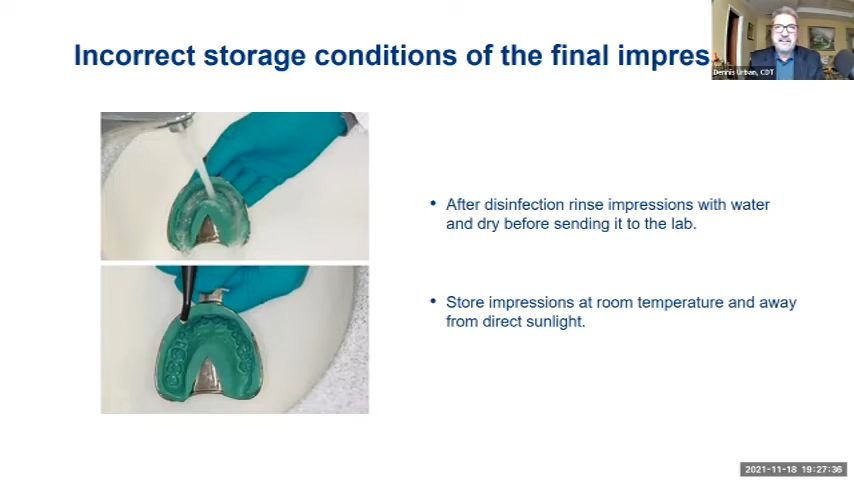 Incorrect storage conditions of the final impres
Dennis Urban, CDT
• After disinfection rinse impressions with water
and dry before sending it to the lab.
• Store impressions at room temperature and away
from direct sunlight.
2021-11-18 19:27:36